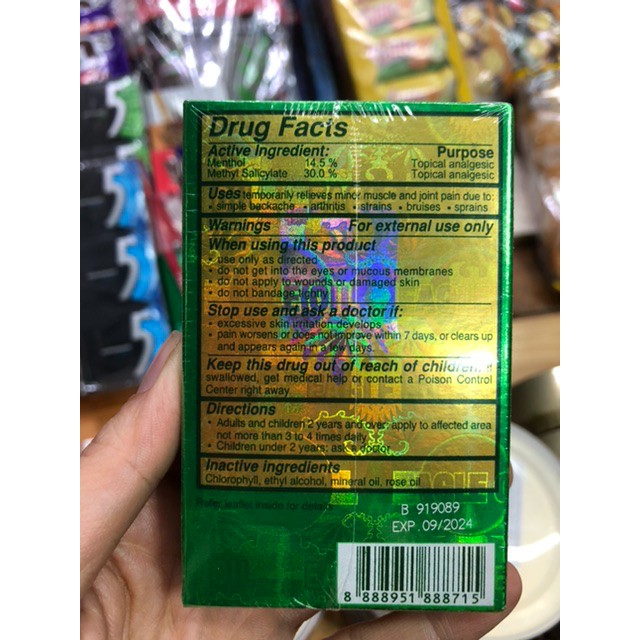 Drug Facts
Active Ingredient: Purpose
Menthol 14.5 % Topical analgesic
Methyl Salicylate 30.0 % Topical analgesic
Uses temporarily relieves minor muscle and joint pain due to:
• simple backache • arthritis • strains • bruises • sprains
Warnings For external use only
When using this product
• use only as directed
• do not get into the eyes or mucous membranes
• do not apply to wounds or damaged skin
• do not bandage tightly
Stop use and ask a doctor if:
• excessive skin irritation develops
• pain worsens or does not improve within 7 days, or clears up
and appears again in a few days.
Keep this drug out of reach of children. If
swallowed, get medical help or contact a Poison Control
Center right away.
Directions
• Adults and children 2 years and over: apply to affected area
not more than 3 to 4 times daily
• Children under 2 years: ask a doctor
Inactive ingredients
Chlorophyll, ethyl alcohol, mineral oil, rose oil
EAGLE
Refer leaflet inside for details
B 919089
EXP.09/2024
8 888951 888715